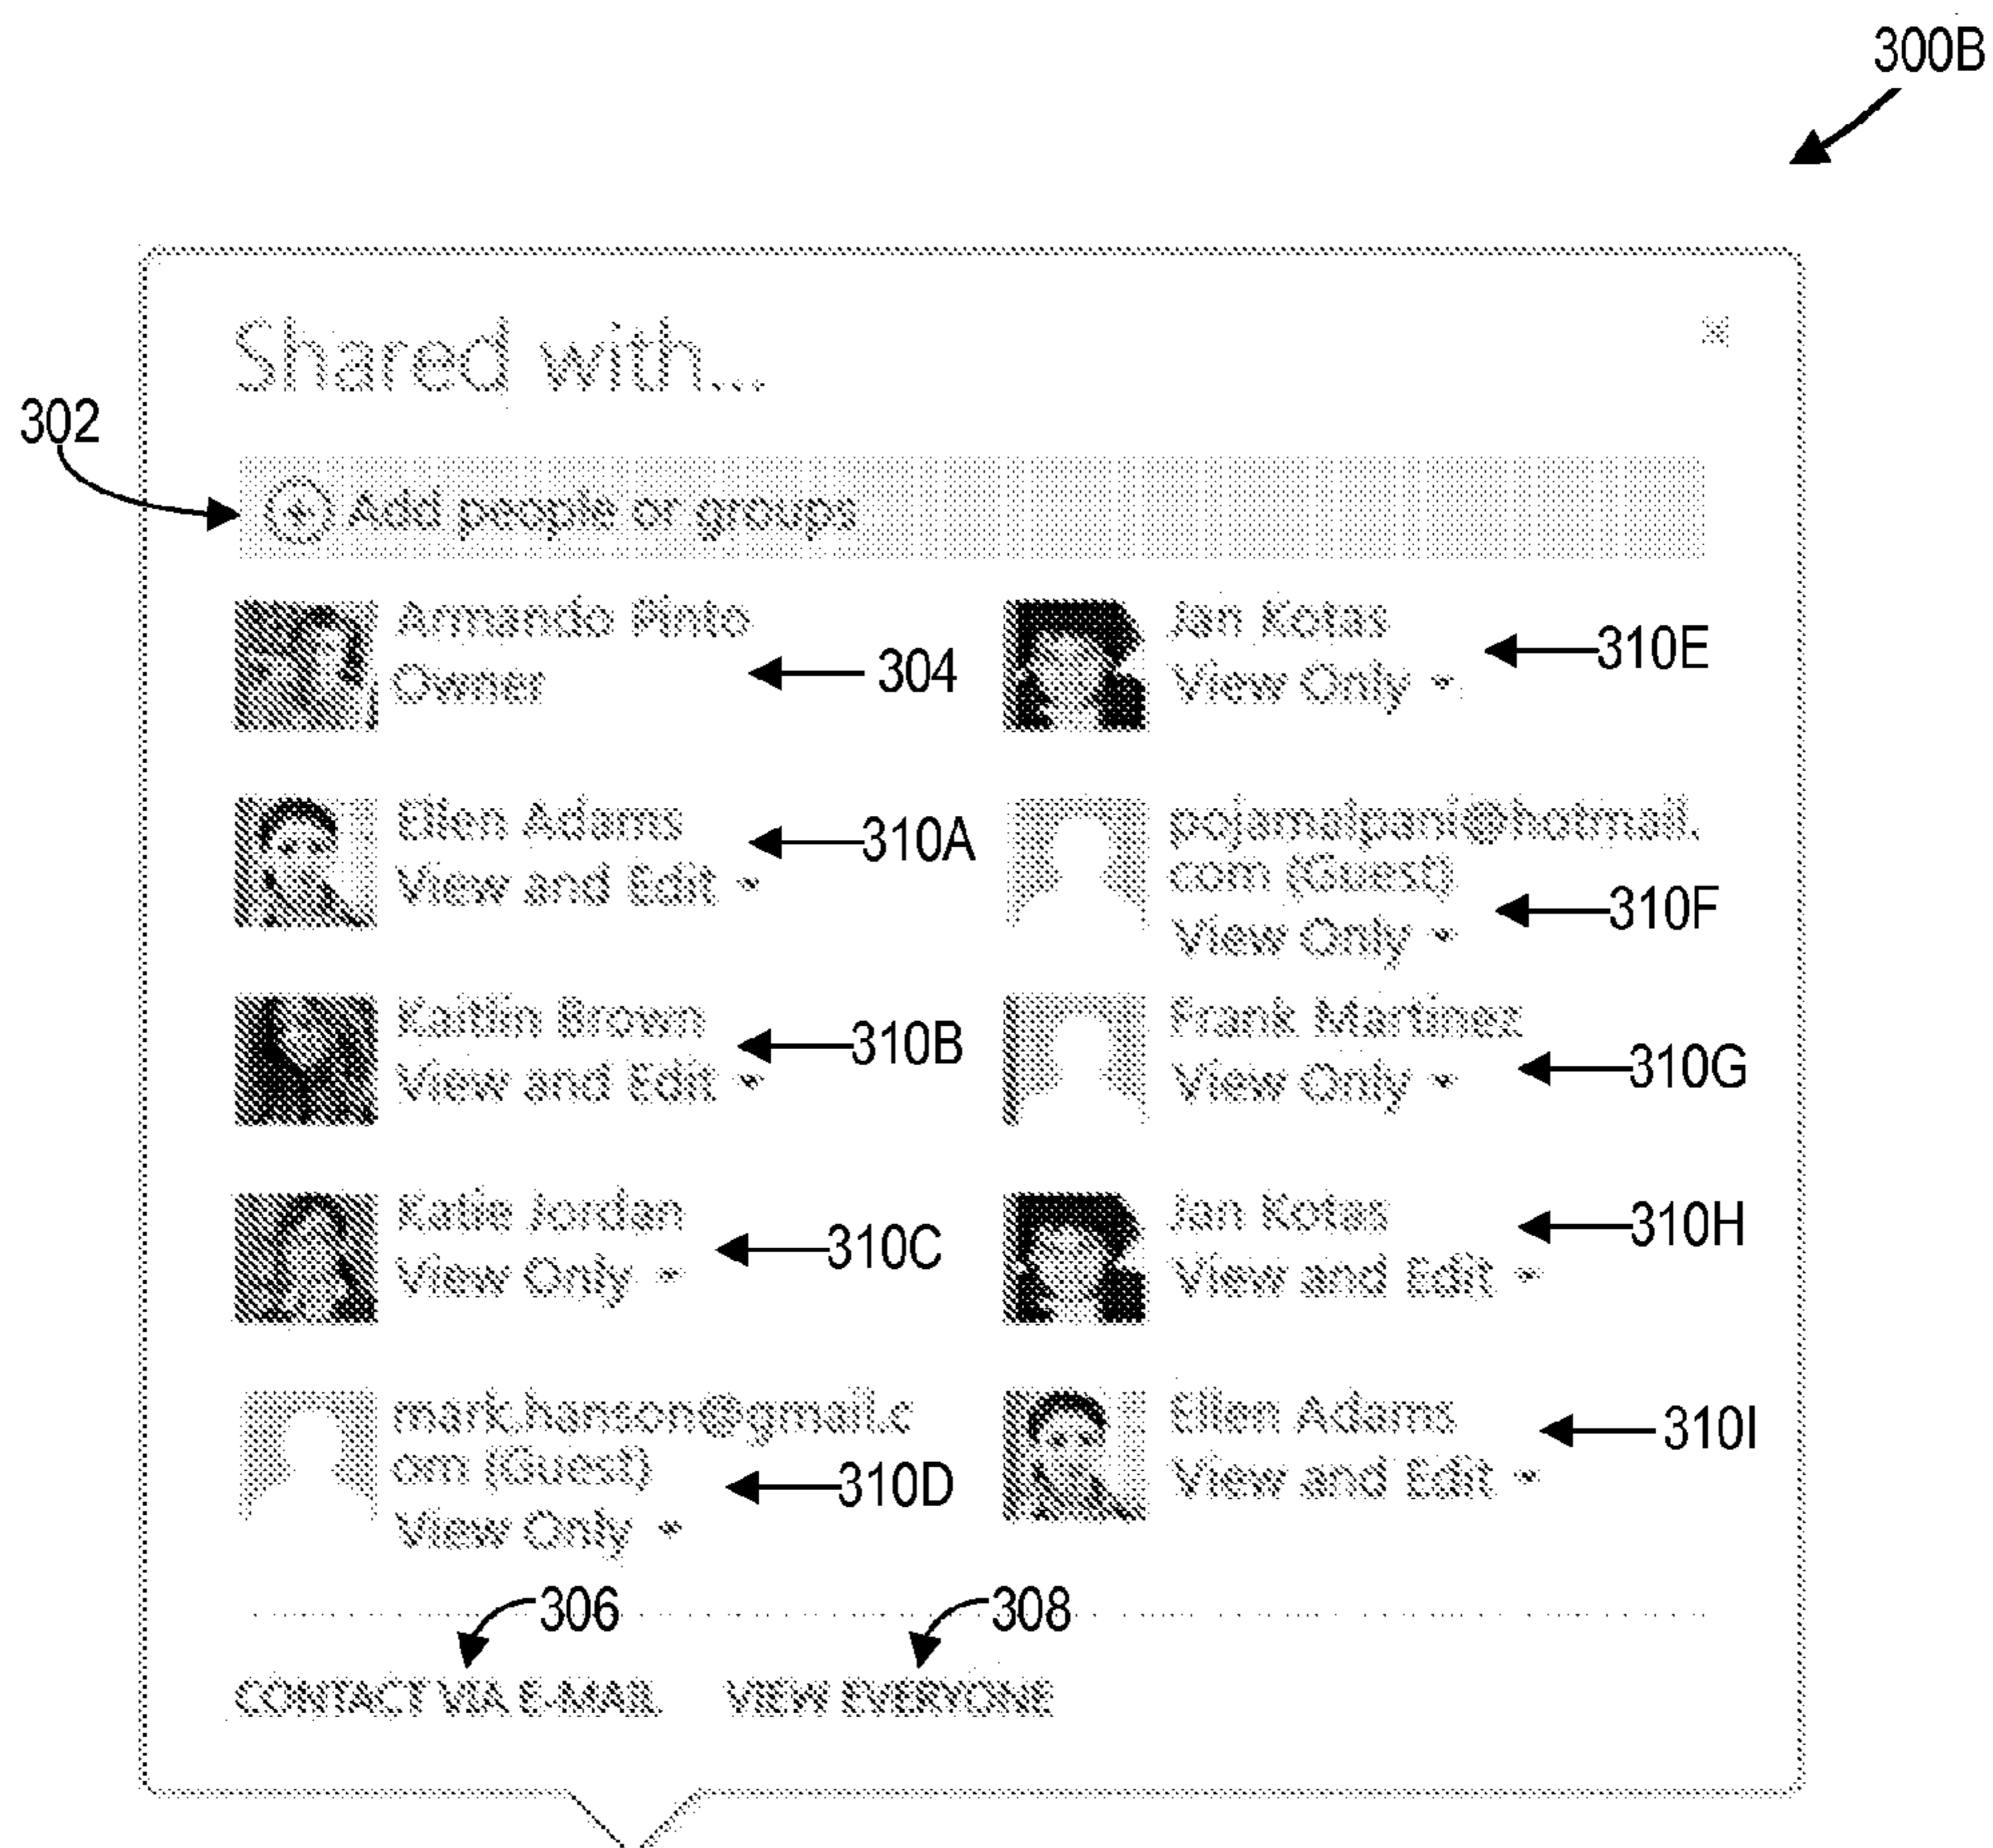 300B
Shared with...
302
Add people or groups
Armando Pinto
Owner
304
Jan Kotas
View Only
310E
Ellen Adams
View and Edit
310A
pojamalpani@hotmail.
com (Guest)
View Only
310F
Kaitlin Brown
View and Edit
310B
Frank Martinez
View Only
310G
Katie Jordan
View Only
310C
Jan Kotas
View and Edit
310H
mark.hanson@gmail.c
om (Guest)
View Only
310D
Ellen Adams
View and Edit
310I
306
308
CONTACT VIA E-MAIL
VIEW EVERYONE